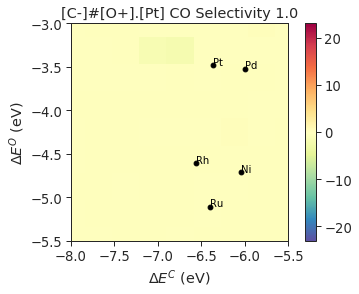 [C-]#[O+].[Pt] CO Selectivity 1.0
−3.0
−3.5
−4.0
−4.5
−5.0
−5.5
ΔE^O (eV)
Pt
Pd
Rh
Ni
Ru
−8.0 −7.5 −7.0 −6.5 −6.0 −5.5
ΔE^C (eV)
20
10
0
−10
−20